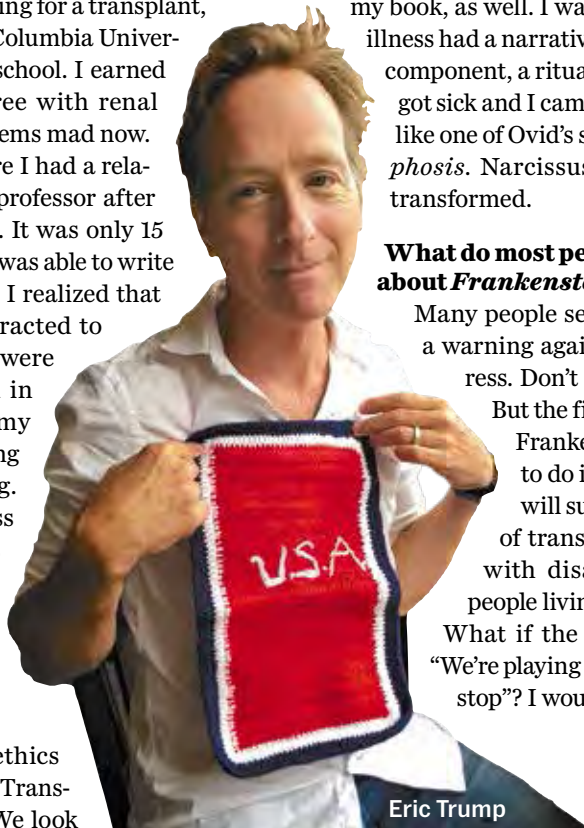 ing for a transplant,
Columbia Univer-
school. I earned
ree with renal
ems mad now.
re I had a rela-
professor after
. It was only 15
was able to write
I realized that
racted to
were
in
my
ng
g.
ss
ethics
Trans-
We look
my book, as well. I wa
illness had a narrativ
component, a ritua
got sick and I cam
like one of Ovid's s
phosis. Narcissus
transformed.
What do most pe
about Frankenst
Many people se
a warning agai
ress. Don't
But the fi
Franke
to do i
will su
of trans
with disa
people livin
What if the
“We're playing
stop”? I wou
U.S.A
Eric Trump